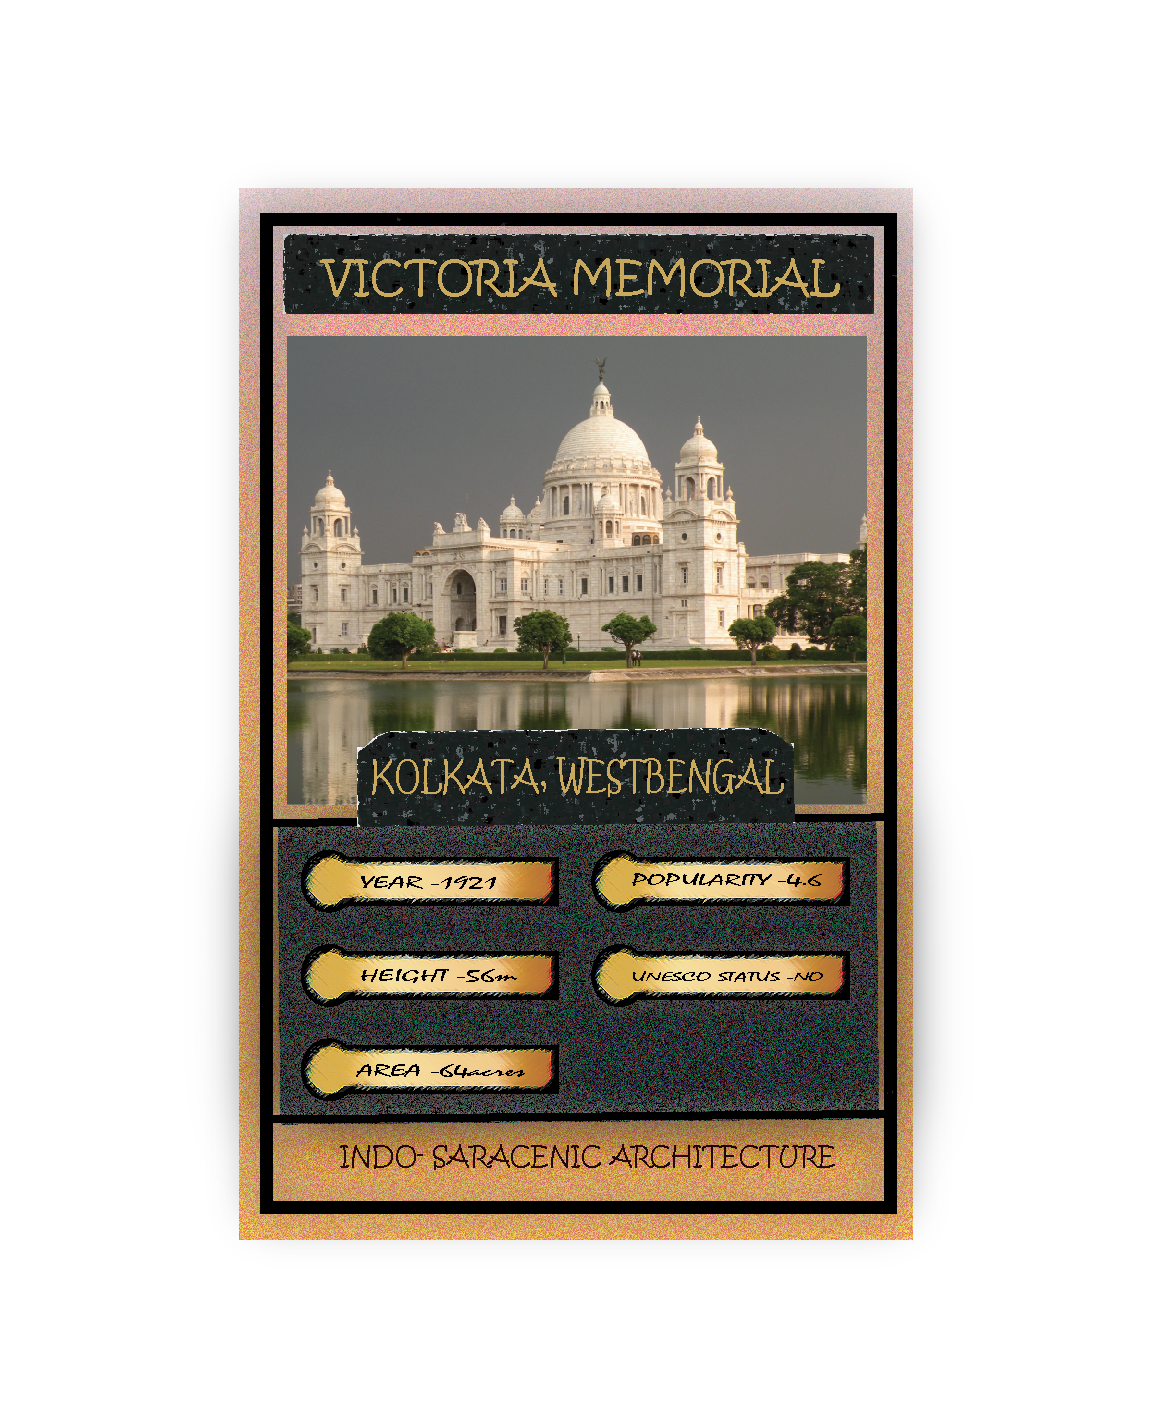 VICTORIA MEMORIAL
KOLKATA, WESTBENGAL
YEAR -1921
POPULARITY -4.6
HEIGHT -56m
UNESCO STATUS -NO
AREA -64acres
INDO- SARACENIC ARCHITECTURE